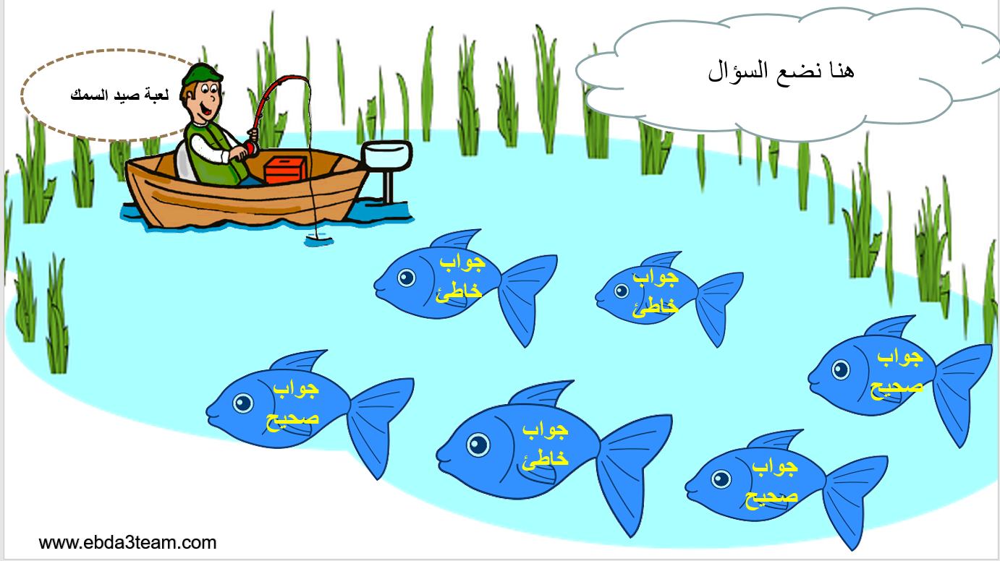 هنا نضع السؤال
لعبة صيد السمك
جواب
خاطئ
جواب
خاطئ
جواب
صحيح
جواب
صحيح
جواب
خاطئ
جواب
صحيح
www.ebda3team.com